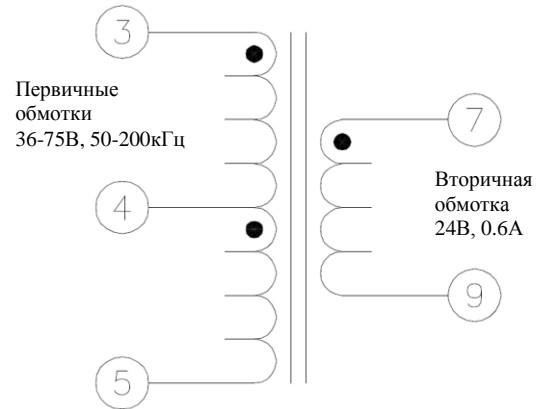 3
Первичные
обмотки
36-75В, 50-200кГц
4
5
7
Вторичная
обмотка
24В, 0.6А
9